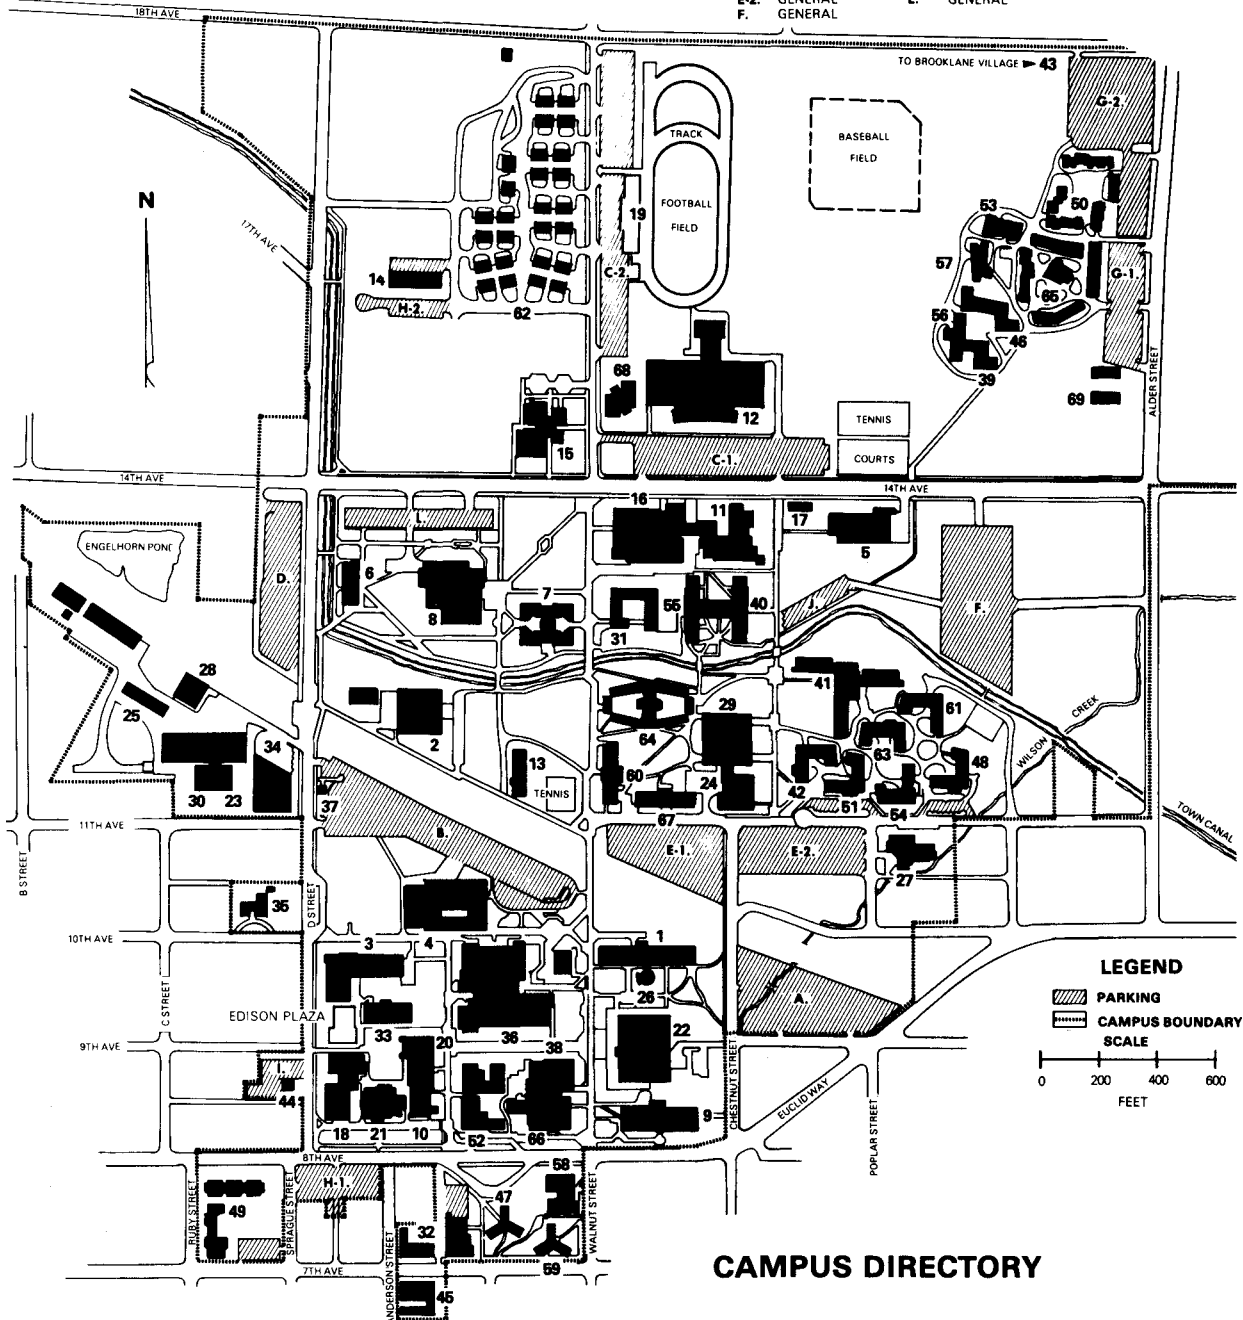 E-2. GENERAL
E. GENERAL
F. GENERAL
18TH AVE
TO BROOKLANE VILLAGE 43
G-2.
TRACK
BASEBALL
FIELD
N
17TH AVE
19
FOOTBALL
FIELD
53
50
57
14
C-2.
G-1.
65
H-2.
62
56
46
68
39
69
ALDER STREET
12
TENNIS
15
C-1.
COURTS
14TH AVE
14TH AVE
16
L.
11
17
5
ENGELHORN POND
D.
6
8
7
55
40
31
J.
F.
28
41
61
25
2
29
64
63
CREEK
WILSON
34
13
60
24
42
48
30
23
37
TENNIS
51
54
TOWN CANAL
11TH AVE
B.
67
E-1.
E-2.
27
B STREET
35
D STREET
10TH AVE
3
4
1
LEGEND
PARKING
CAMPUS BOUNDARY
SCALE
0 200 400 600
FEET
C STREET
EDISON PLAZA
33
26
A.
36
22
9TH AVE
20
38
I.
44
CHESTNUT STREET
EUCLID WAY
POPLAR STREET
18
21
10
52
66
9
8TH AVE
H-1.
58
RUBY STREET
49
SPRAGUE STREET
47
WALNUT STREET
32
59
7TH AVE
ANDERSON STREET
45
CAMPUS DIRECTORY